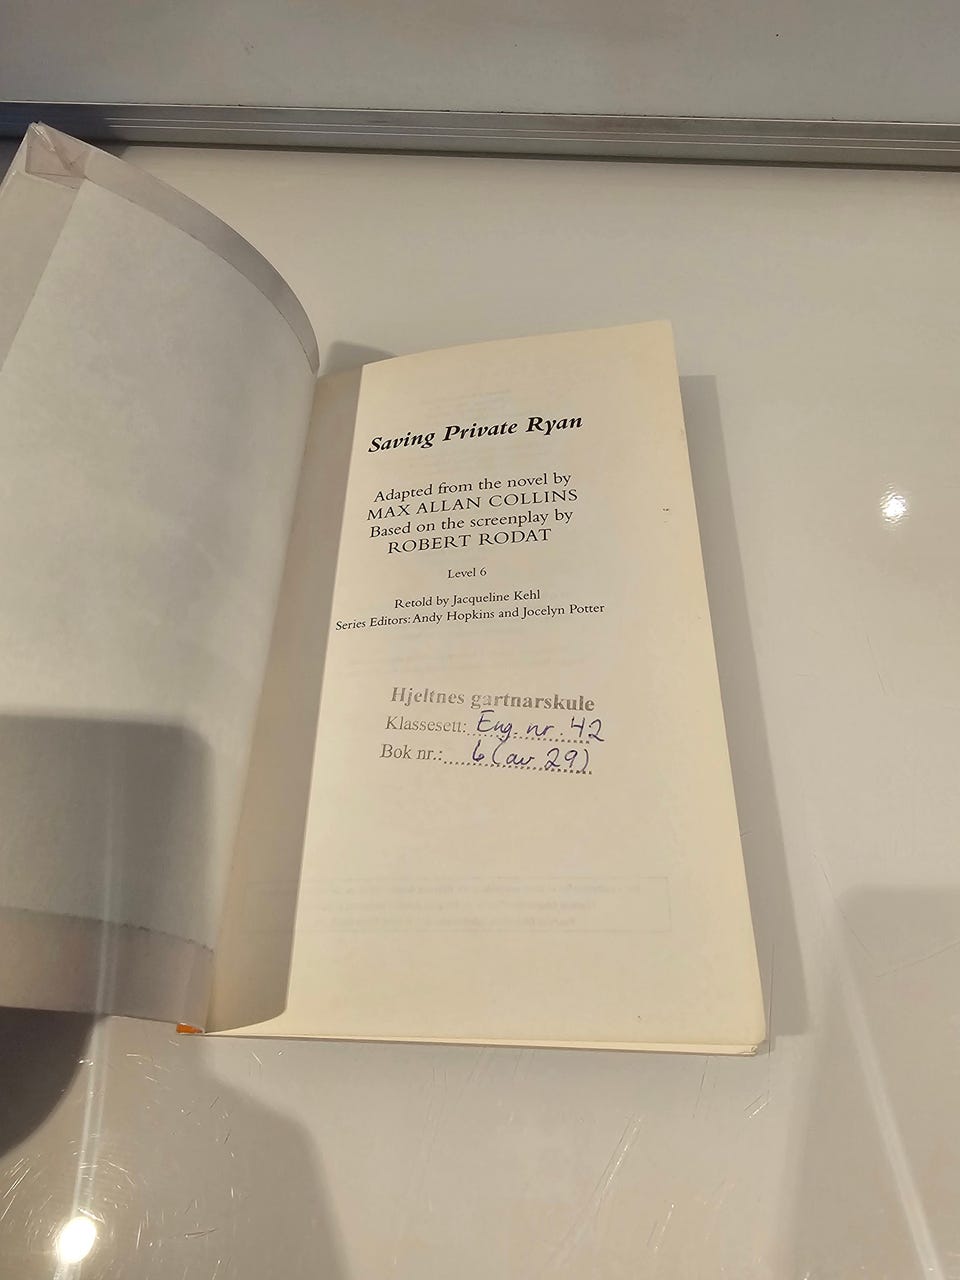 Saving Private Ryan
Adapted from the novel by
MAX ALLAN COLLINS
Based on the screenplay by
ROBERT RODAT
Level 6
Retold by Jacqueline Kehl
Series Editors: Andy Hopkins and Jocelyn Potter
Hjeltnes gartnarskule
Klassesett: Eng. nr. 42
Bok nr.: 6 (av 29)